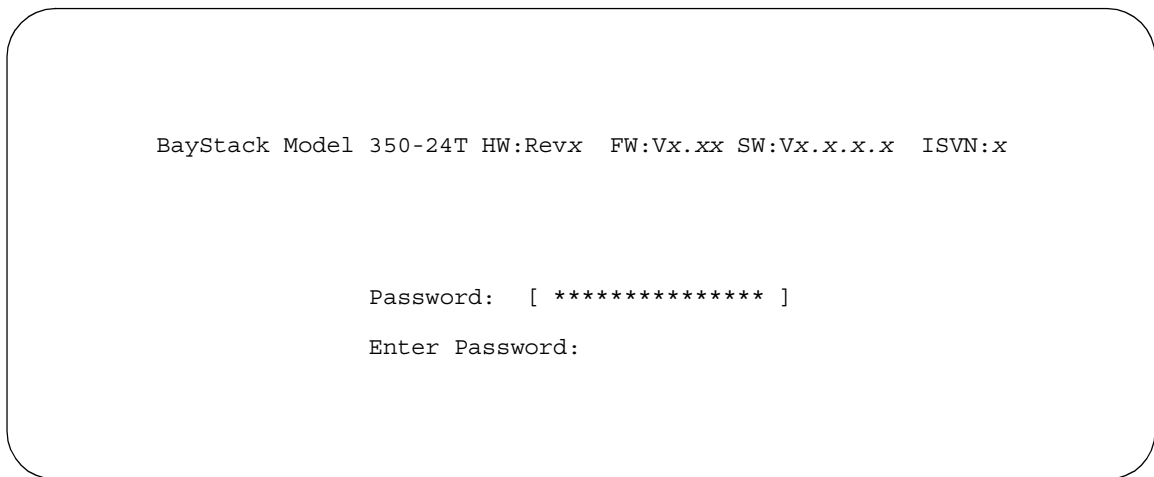 BayStack Model 350-24T HW:Revx FW:Vx.xx SW:Vx.x.x.x ISVN:x
Password: [ *************** ]
Enter Password: